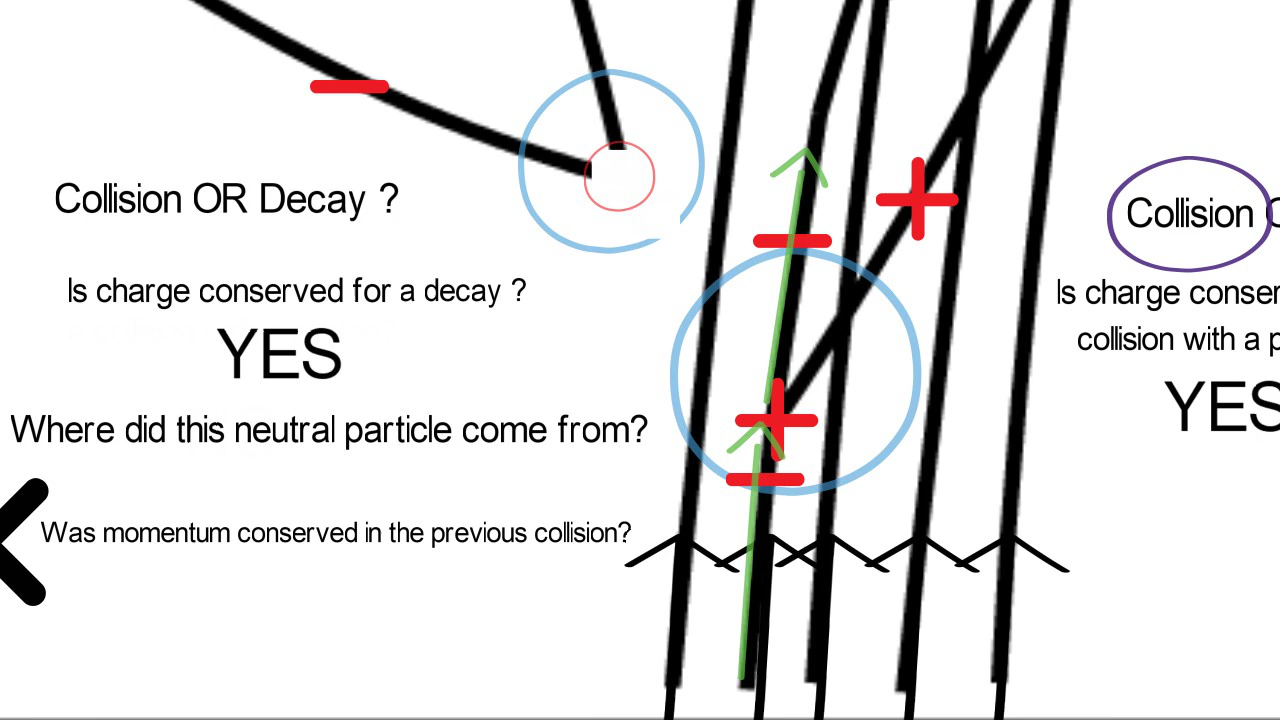 Collision OR Decay ?
Is charge conserved for a decay ?
YES
Where did this neutral particle come from?
Was momentum conserved in the previous collision?
Collision
Is charge conser
collision with a p
YES